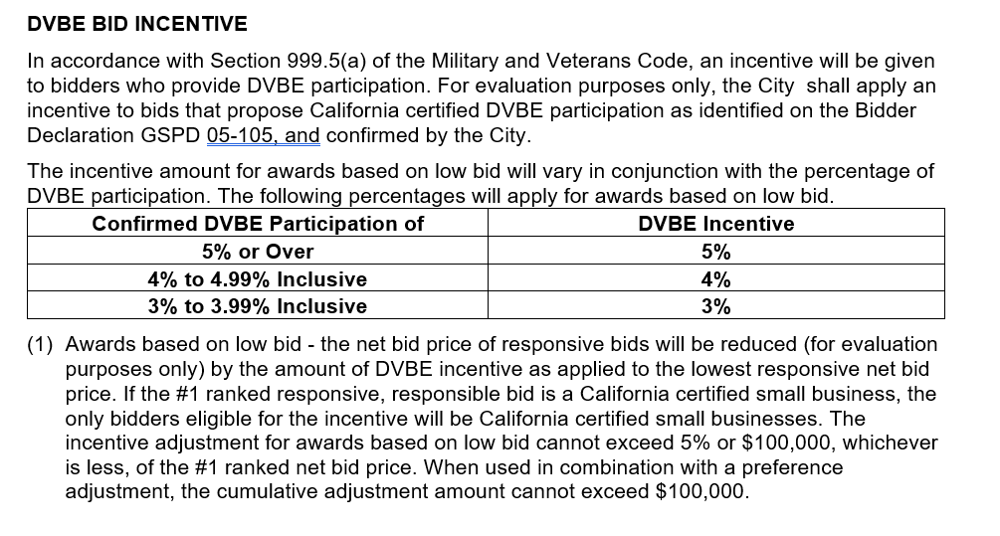 DVBE BID INCENTIVE
In accordance with Section 999.5(a) of the Military and Veterans Code, an incentive will be given
to bidders who provide DVBE participation. For evaluation purposes only, the City  shall apply an
incentive to bids that propose California certified DVBE participation as identified on the Bidder
Declaration GSPD 05-105, and confirmed by the City.
The incentive amount for awards based on low bid will vary in conjunction with the percentage of
DVBE participation. The following percentages will apply for awards based on low bid.
Confirmed DVBE Participation of DVBE Incentive
5% or Over 5%
4% to 4.99% Inclusive 4%
3% to 3.99% Inclusive 3%
(1) Awards based on low bid - the net bid price of responsive bids will be reduced (for evaluation
purposes only) by the amount of DVBE incentive as applied to the lowest responsive net bid
price. If the #1 ranked responsive, responsible bid is a California certified small business, the
only bidders eligible for the incentive will be California certified small businesses. The
incentive adjustment for awards based on low bid cannot exceed 5% or $100,000, whichever
is less, of the #1 ranked net bid price. When used in combination with a preference
adjustment, the cumulative adjustment amount cannot exceed $100,000.